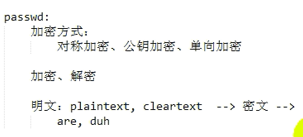 passwd:
加密方式:
对称加密、公钥加密、单向加密
加密、解密
明文: plaintext, cleartext --> 密文 -->
are, duh